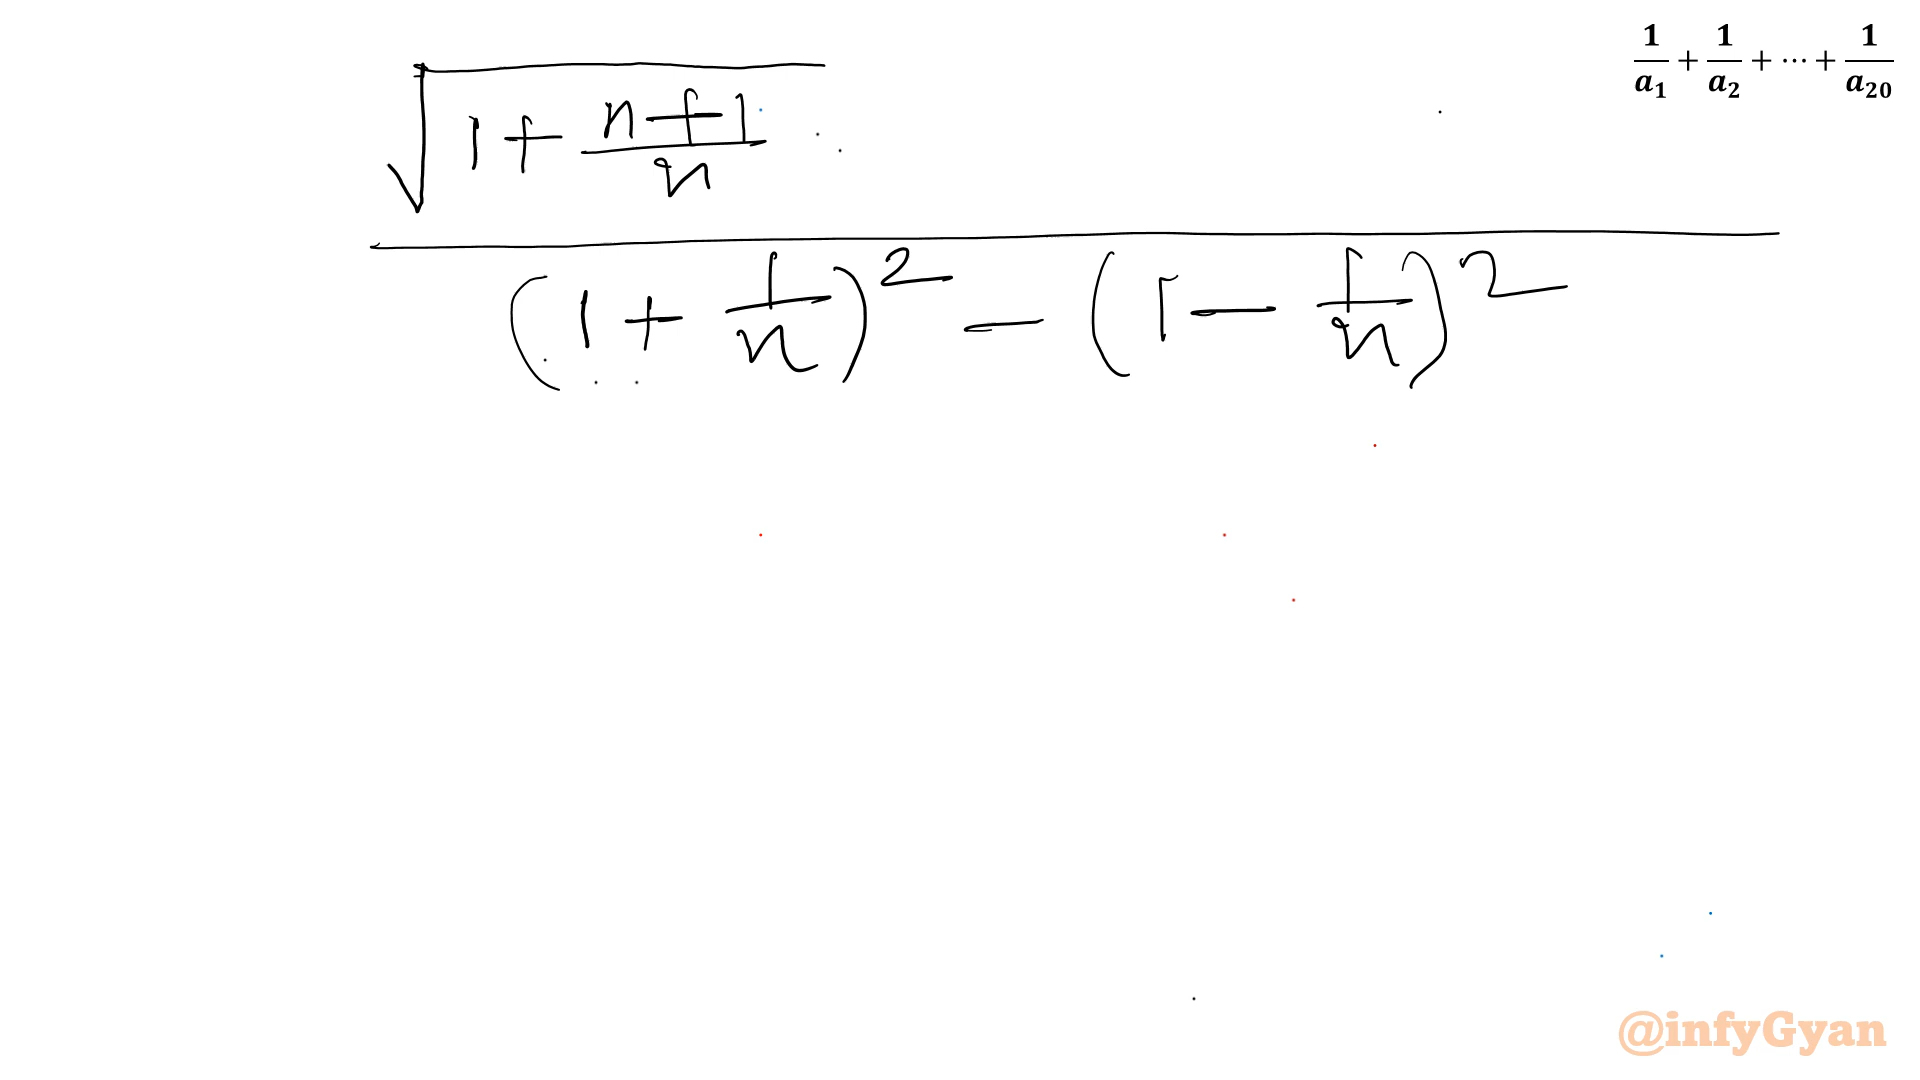 1/a₁ + 1/a₂ + ⋯ + 1/a₂₀
√(1 + (n+1)/n)
(1 + 1/n)² − (1 − 1/n)²
@infyGyan